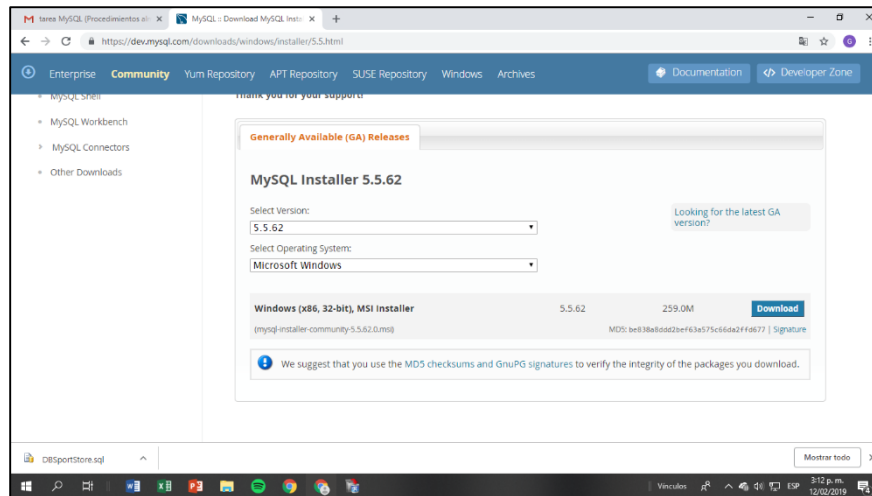 tarea MySQL (Procedimientos al
MySQL :: Download MySQL Inst
https://dev.mysql.com/downloads/windows/installer/5.5.html
G
Enterprise Community Yum Repository APT Repository SUSE Repository Windows Archives Documentation Developer Zone
MySQL Shell
Thank you for your support!
MySQL Workbench
MySQL Connectors
Other Downloads
Generally Available (GA) Releases
MySQL Installer 5.5.62
Select Version:
5.5.62
Looking for the latest GA
version?
Select Operating System:
Microsoft Windows
Windows (x86, 32-bit), MSI Installer 5.5.62 259.0M Download
(mysql-installer-community-5.5.62.0.msi) MD5: be838a8ddd2bef63a575c66da2ffd677 | Signature
We suggest that you use the MD5 checksums and GnuPG signatures to verify the integrity of the packages you download.
DBSportStore.sql
Mostrar todo
Vínculos ESP 3:12 p. m.
12/02/2019